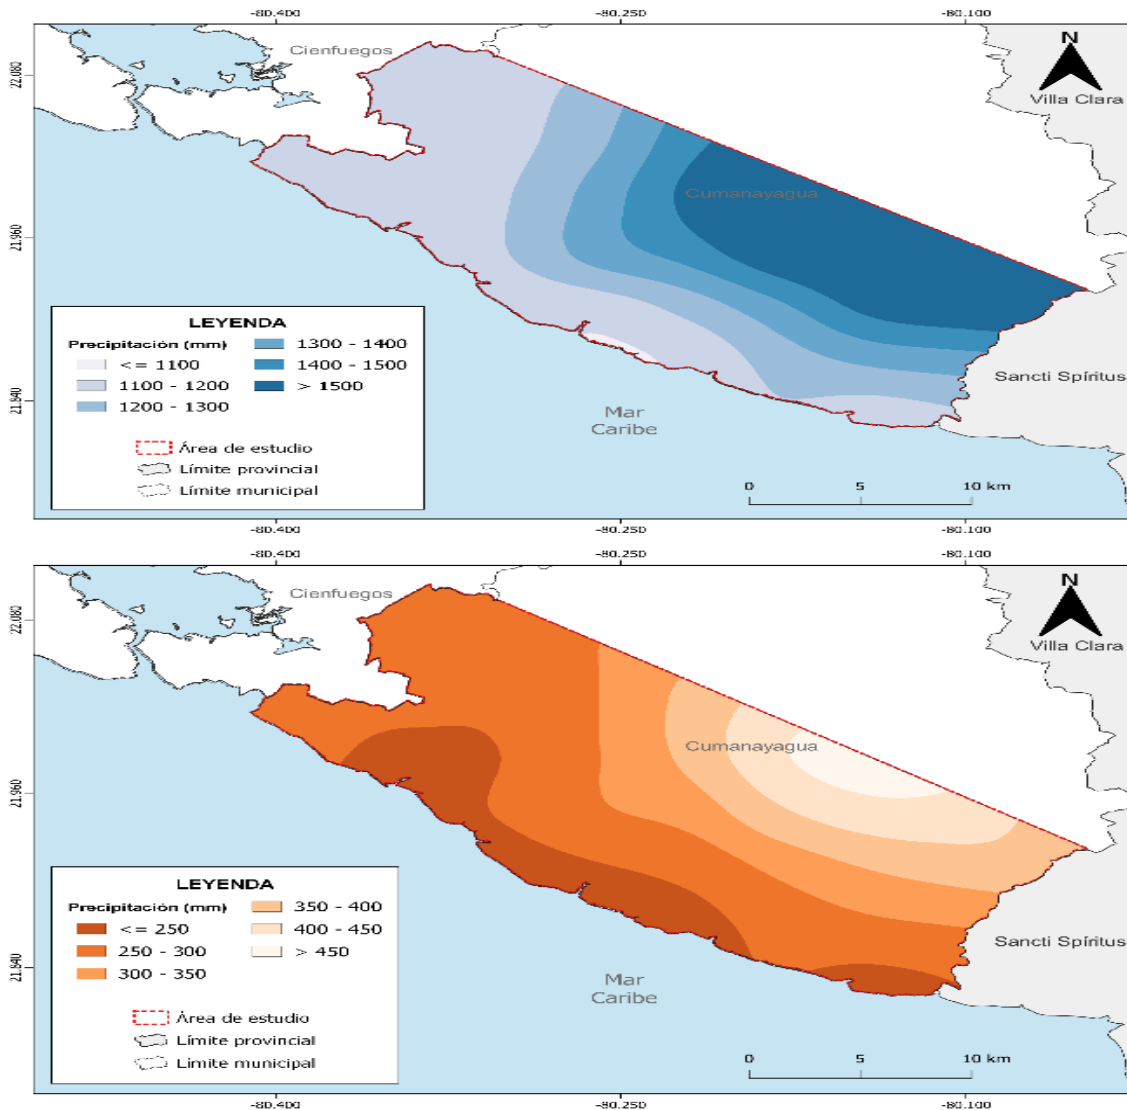 -80.400 -80.250 -80.100
Cienfuegos
N
22.080
Villa Clara
Cumanayagua
21.960
LEYENDA
Precipitación (mm)
<= 1100
1100 - 1200
1200 - 1300
1300 - 1400
1400 - 1500
> 1500
Área de estudio
Límite provincial
Límite municipal
Sancti Spíritus
21.840
Mar
Caribe
0 5 10 km
-80.400 -80.250 -80.100
-80.400 -80.250 -80.100
Cienfuegos
N
22.080
Villa Clara
Cumanayagua
21.960
LEYENDA
Precipitación (mm)
<= 250
250 - 300
300 - 350
350 - 400
400 - 450
> 450
Área de estudio
Límite provincial
Límite municipal
Sancti Spíritus
21.840
Mar
Caribe
0 5 10 km
-80.400 -80.250 -80.100